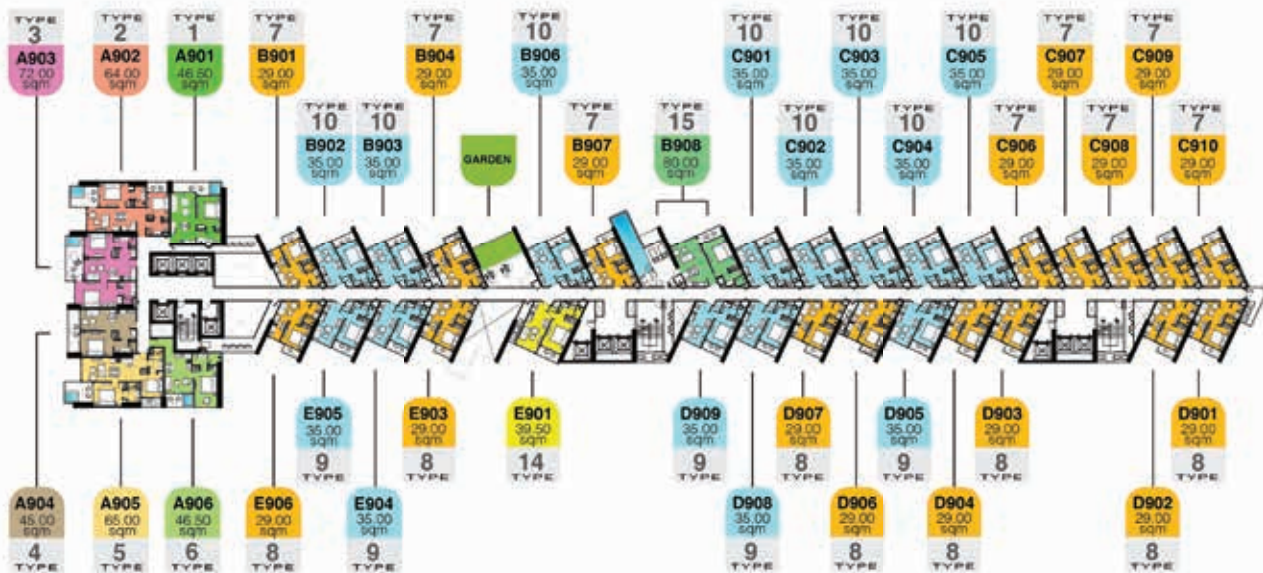 TYPE
3
A903
72.00
sqm
TYPE
2
A902
64.00
sqm
TYPE
1
A901
46.50
sqm
TYPE
7
B901
29.00
sqm
TYPE
7
B904
29.00
sqm
TYPE
10
B906
35.00
sqm
TYPE
10
C901
35.00
sqm
TYPE
10
C903
35.00
sqm
TYPE
10
C905
35.00
sqm
TYPE
7
C907
29.00
sqm
TYPE
7
C909
29.00
sqm
TYPE
10
B902
35.00
sqm
TYPE
10
B903
35.00
sqm
GARDEN
TYPE
7
B907
29.00
sqm
TYPE
15
B908
80.00
sqm
TYPE
10
C902
35.00
sqm
TYPE
10
C904
35.00
sqm
TYPE
7
C906
29.00
sqm
TYPE
7
C908
29.00
sqm
TYPE
7
C910
29.00
sqm
E905
35.00
sqm
9
TYPE
E903
29.00
sqm
8
TYPE
E901
39.50
sqm
14
TYPE
D909
35.00
sqm
9
TYPE
D907
29.00
sqm
8
TYPE
D905
35.00
sqm
9
TYPE
D903
29.00
sqm
8
TYPE
D901
29.00
sqm
8
TYPE
A904
45.00
sqm
4
TYPE
A905
65.00
sqm
5
TYPE
A906
46.50
sqm
6
TYPE
E906
29.00
sqm
8
TYPE
E904
35.00
sqm
9
TYPE
D908
35.00
sqm
9
TYPE
D906
29.00
sqm
8
TYPE
D904
29.00
sqm
8
TYPE
D902
29.00
sqm
8
TYPE